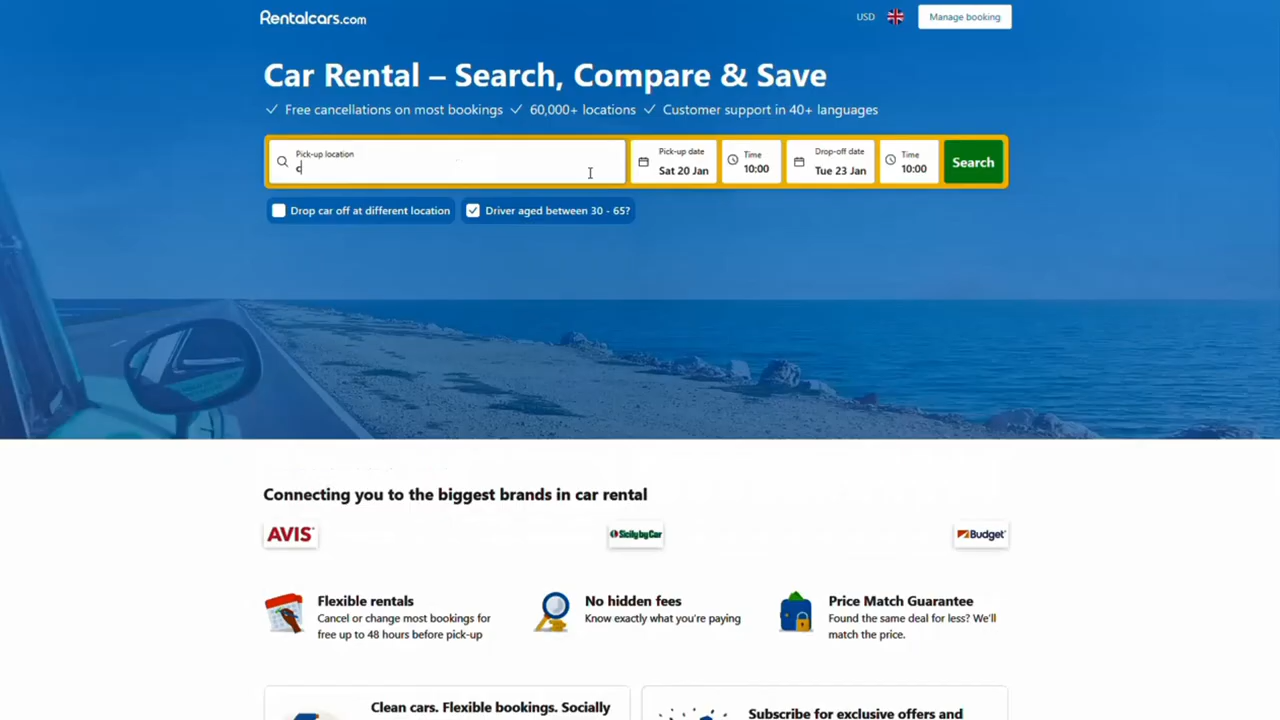 Rentalcars.com
USD
Manage booking
Car Rental – Search, Compare & Save
Free cancellations on most bookings
60,000+ locations
Customer support in 40+ languages
Pick-up location
c
Pick-up date
Sat 20 Jan
Time
10:00
Drop-off date
Tue 23 Jan
Time
10:00
Search
Drop car off at different location
Driver aged between 30 - 65?
Connecting you to the biggest brands in car rental
AVIS
Sicily by Car
Budget
Flexible rentals
Cancel or change most bookings for
free up to 48 hours before pick-up
No hidden fees
Know exactly what you're paying
Price Match Guarantee
Found the same deal for less? We'll
match the price.
Clean cars. Flexible bookings. Socially
Subscribe for exclusive offers and